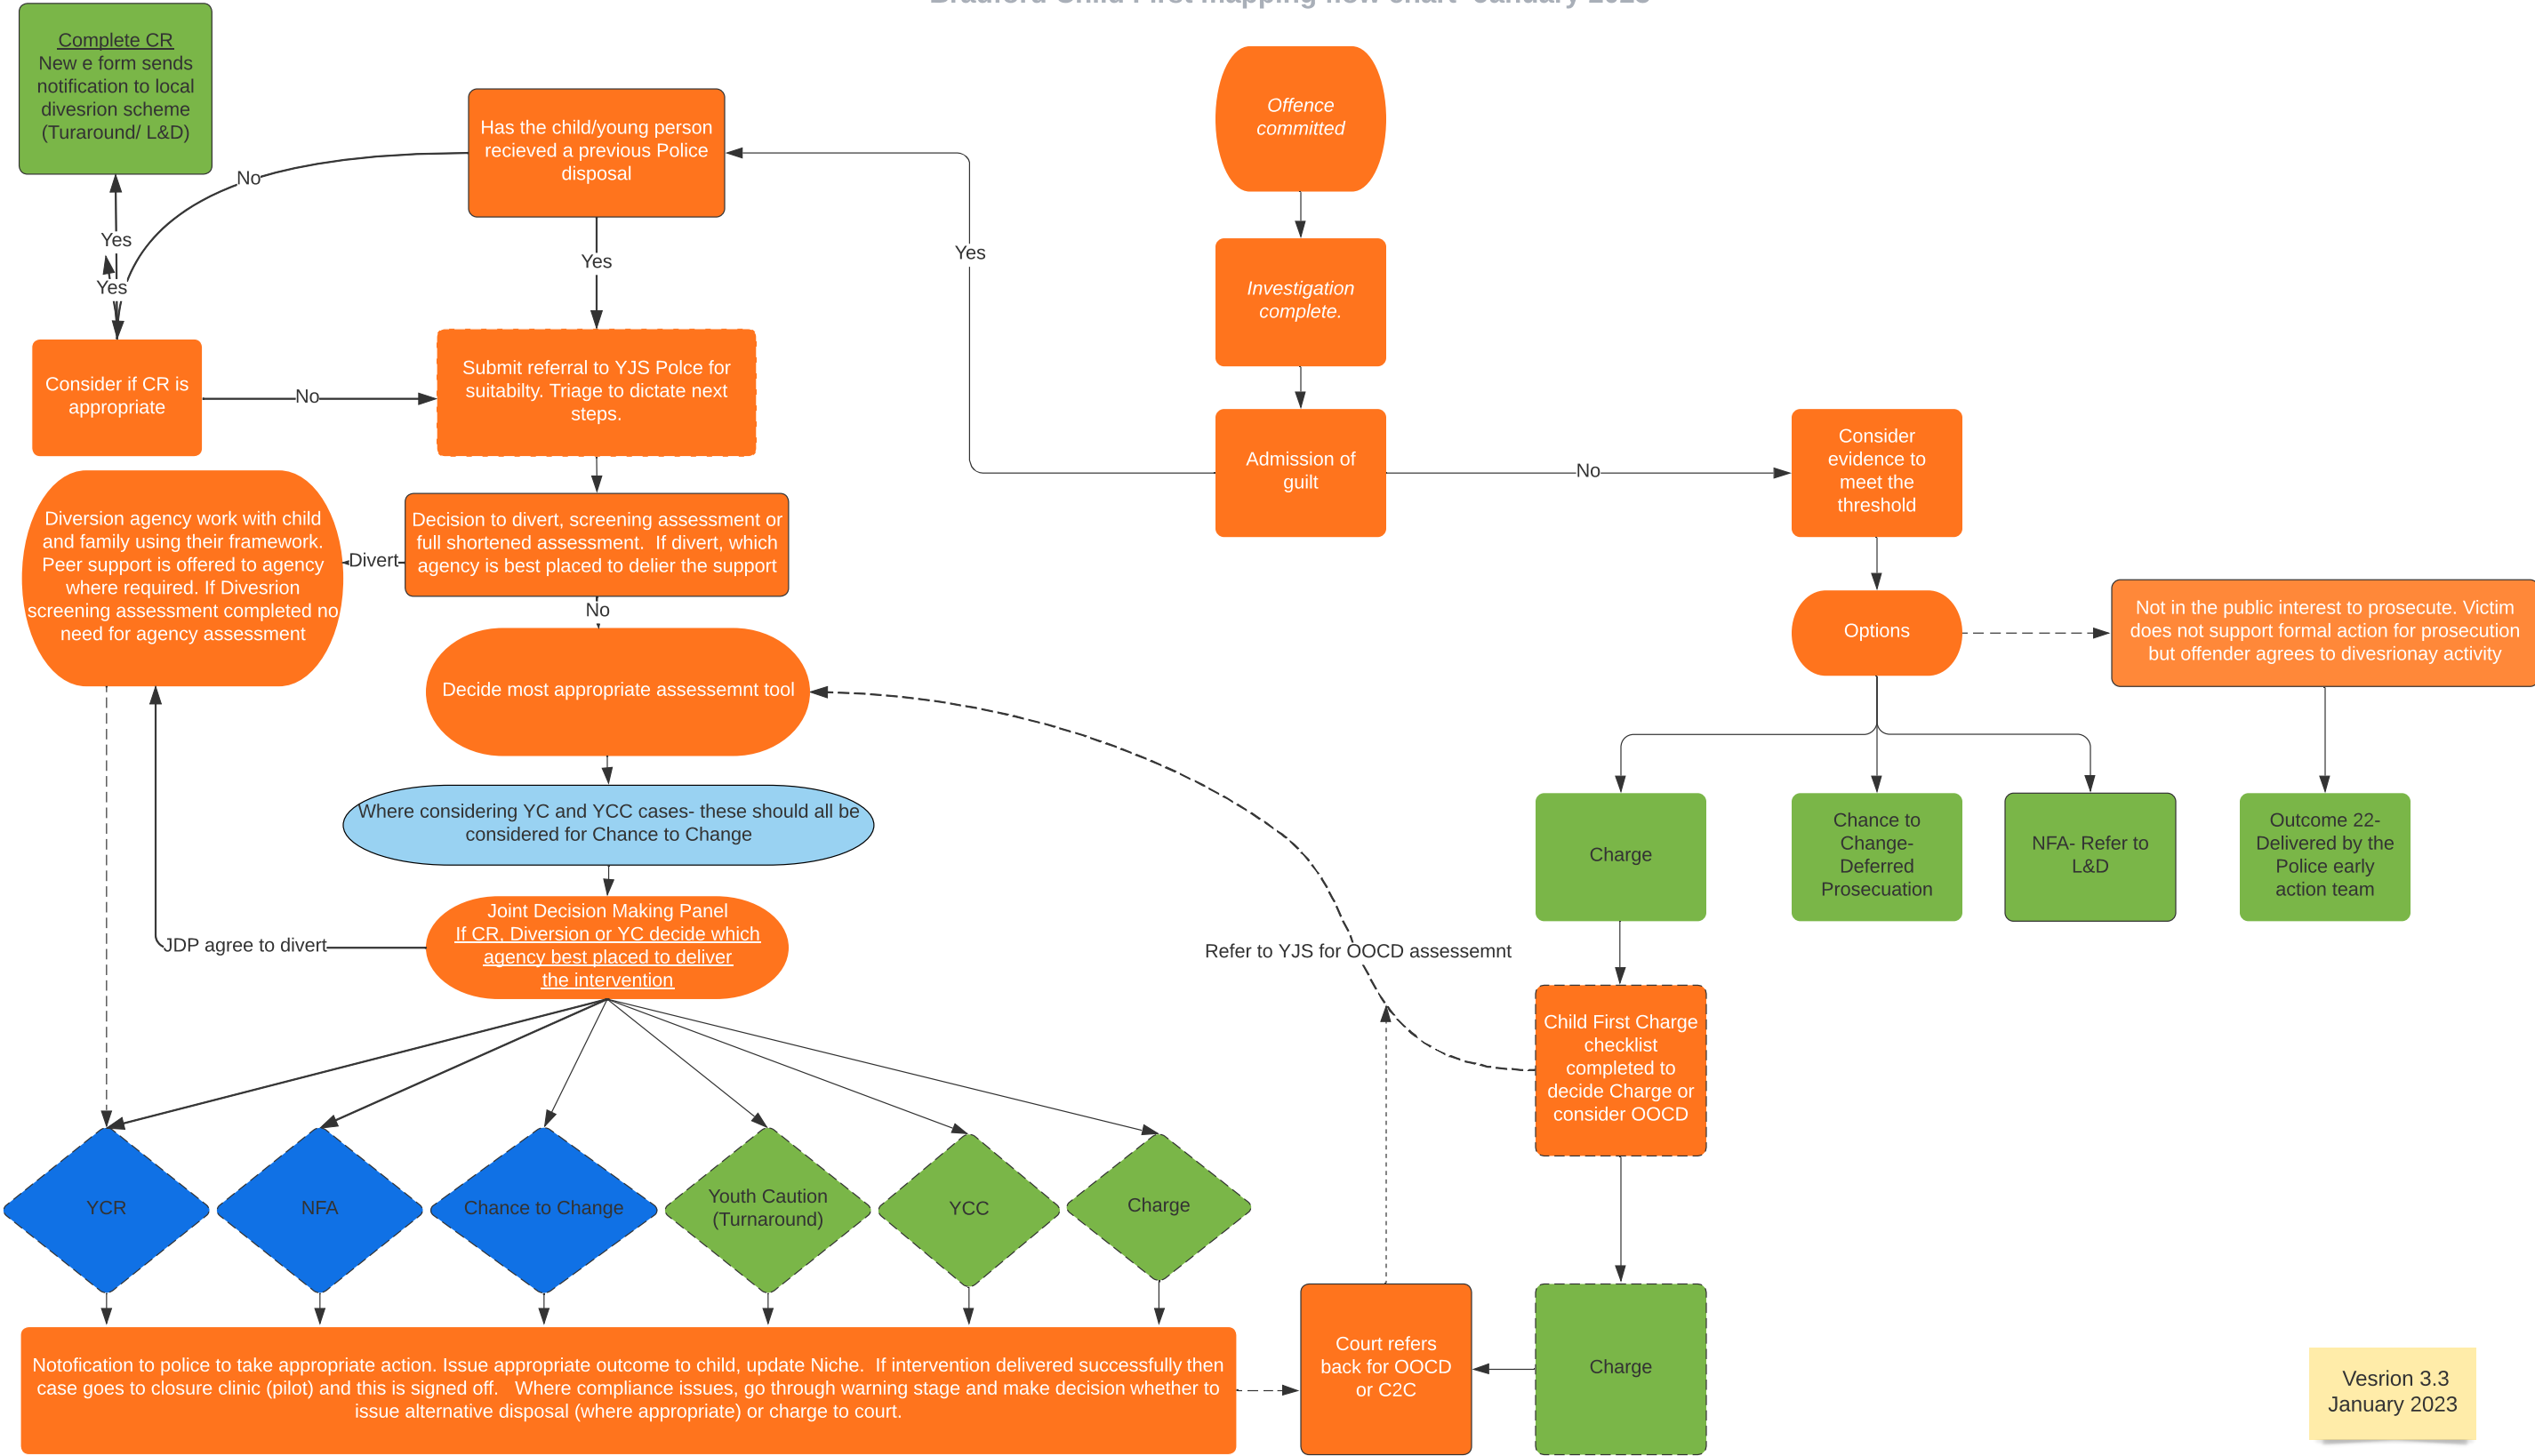 Bradford Child First mapping flow chart- January 2023
Complete CR
New e form sends
notification to local
divesrion scheme
(Turaround/ L&D)
Has the child/young person
recieved a previous Police
disposal
Offence
committed
No
Yes
Yes
Yes
Yes
Investigation
complete.
Consider if CR is
appropriate
No
Submit referral to YJS Polce for
suitabilty. Triage to dictate next
steps.
Admission of
guilt
No
Consider
evidence to
meet the
threshold
Diversion agency work with child
and family using their framework.
Peer support is offered to agency
where required. If Divesrion
screening assessment completed no
need for agency assessment
Divert
Decision to divert, screening assessment or
full shortened assessment.  If divert, which
agency is best placed to delier the support
No
Options
Not in the public interest to prosecute. Victim
does not support formal action for prosecution
but offender agrees to divesrionay activity
Decide most appropriate assessemnt tool
Where considering YC and YCC cases- these should all be
considered for Chance to Change
Charge
Chance to
Change-
Deferred
Prosecuation
NFA- Refer to
L&D
Outcome 22-
Delivered by the
Police early
action team
JDP agree to divert
Joint Decision Making Panel
If CR, Diversion or YC decide which
agency best placed to deliver
the intervention
Refer to YJS for OOCD assessemnt
Child First Charge
checklist
completed to
decide Charge or
consider OOCD
YCR
NFA
Chance to Change
Youth Caution
(Turnaround)
YCC
Charge
Notofication to police to take appropriate action. Issue appropriate outcome to child, update Niche.  If intervention delivered successfully then
case goes to closure clinic (pilot) and this is signed off.   Where compliance issues, go through warning stage and make decision whether to
issue alternative disposal (where appropriate) or charge to court.
Court refers
back for OOCD
or C2C
Charge
Vesrion 3.3
January 2023